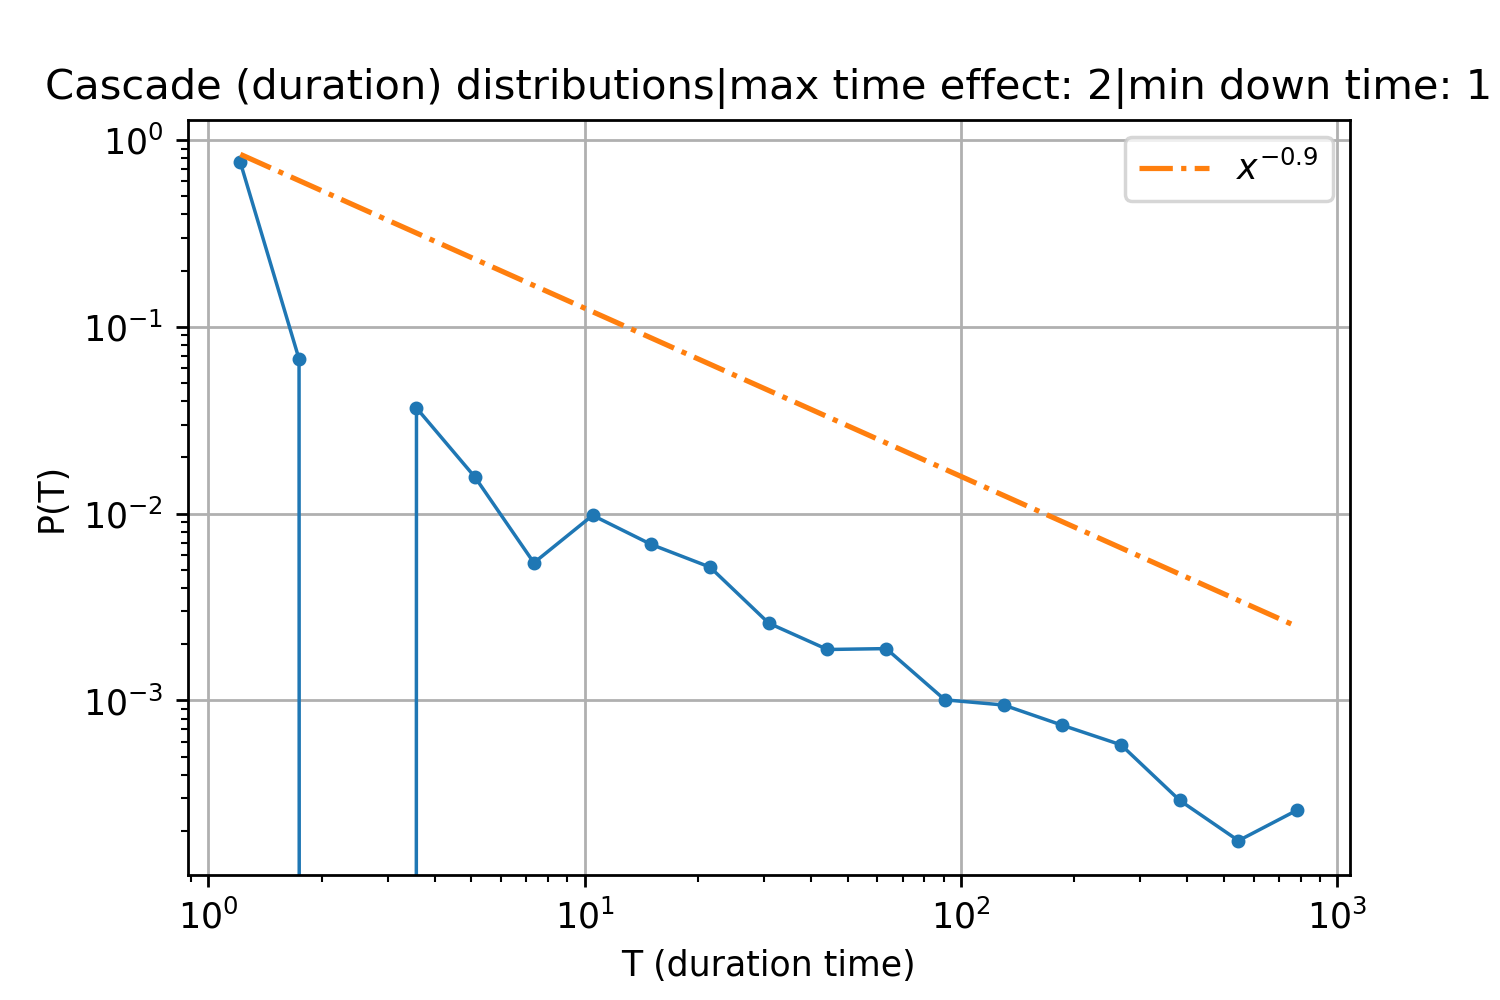 Cascade (duration) distributions|max time effect: 2|min down time: 1
10⁰
10⁻¹
10⁻²
10⁻³
P(T)
x⁻⁰·⁹
10⁰ 10¹ 10² 10³
T (duration time)